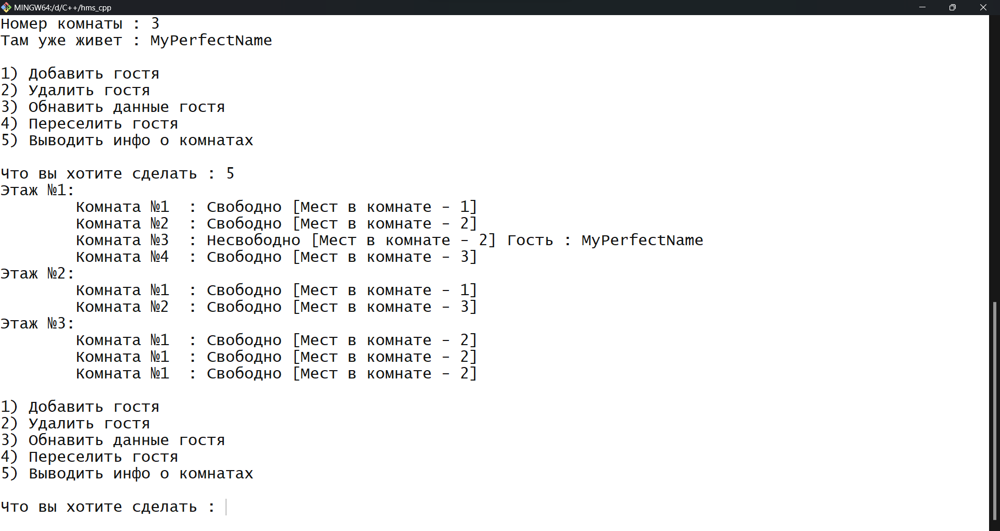 MINGW64:/d/C++/hms_cpp
Номер комнаты : 3
Там уже живет : MyPerfectName
1) Добавить гостя
2) Удалить гостя
3) Обнавить данные гостя
4) Переселить гостя
5) Выводить инфо о комнатах
Что вы хотите сделать : 5
Этаж №1:
Комната №1 : Свободно [Мест в комнате - 1]
Комната №2 : Свободно [Мест в комнате - 2]
Комната №3 : Несвободно [Мест в комнате - 2] Гость : MyPerfectName
Комната №4 : Свободно [Мест в комнате - 3]
Этаж №2:
Комната №1 : Свободно [Мест в комнате - 1]
Комната №2 : Свободно [Мест в комнате - 3]
Этаж №3:
Комната №1 : Свободно [Мест в комнате - 2]
Комната №1 : Свободно [Мест в комнате - 2]
Комната №1 : Свободно [Мест в комнате - 2]
1) Добавить гостя
2) Удалить гостя
3) Обнавить данные гостя
4) Переселить гостя
5) Выводить инфо о комнатах
Что вы хотите сделать :